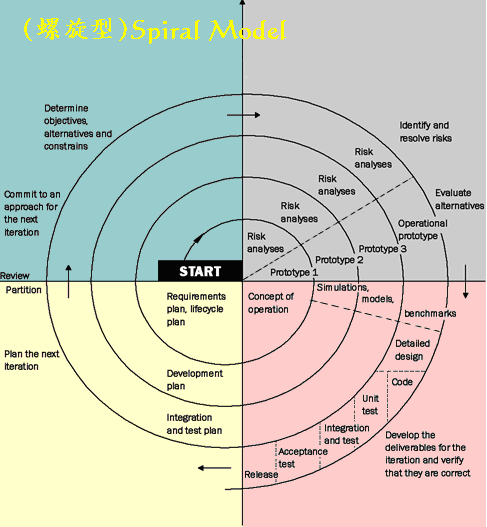 (螺旋型)Spiral Model
Determine
objectives,
alternatives and
constrains
Commit to an
approach for
the next
iteration
Review
Identify and
resolve risks
Evaluate
alternatives
Risk
analyses
Risk
analyses
Risk
analyses
Risk
analyses
Operational
prototype
Prototype 3
Prototype 2
Prototype 1
START
Partition
Plan the next
iteration
Requirements
plan, lifecycle
plan
Development
plan
Integration
and test plan
Concept of
operation
Simulations,
models,
benchmarks
Detailed
design
Code
Unit
test
Integration
and test
Acceptance
test
Release
Develop the
deliverables for the
iteration and verify
that they are correct